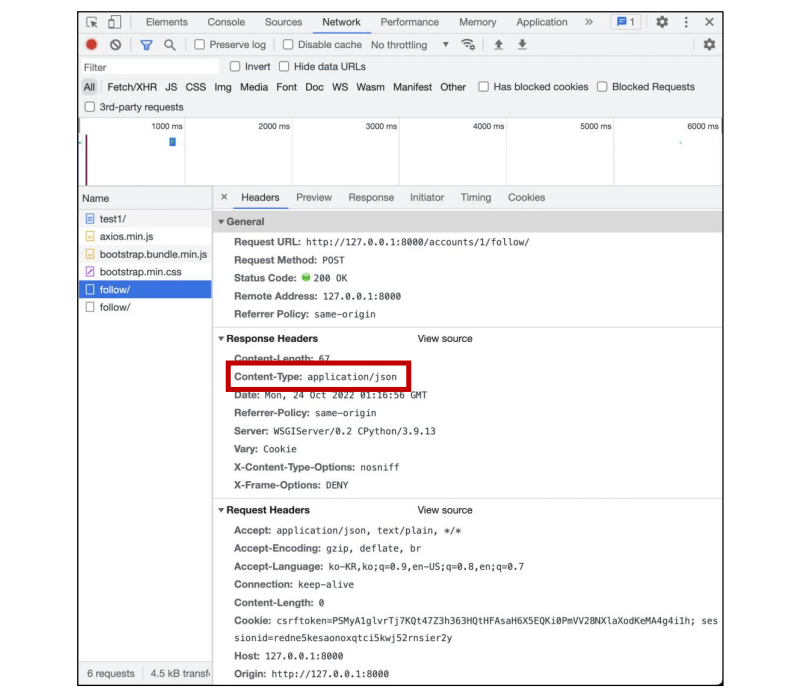 Elements Console Sources Network Performance Memory Application » 1
Preserve log Disable cache No throttling
Filter Invert Hide data URLs
All Fetch/XHR JS CSS Img Media Font Doc WS Wasm Manifest Other Has blocked cookies Blocked Requests
3rd-party requests
1000 ms 2000 ms 3000 ms 4000 ms 5000 ms 6000 ms
Name
test1/
axios.min.js
bootstrap.bundle.min.js
bootstrap.min.css
follow/
follow/
6 requests 4.5 kB transf
× Headers Preview Response Initiator Timing Cookies
General
Request URL: http://127.0.0.1:8000/accounts/1/follow/
Request Method: POST
Status Code: 200 OK
Remote Address: 127.0.0.1:8000
Referrer Policy: same-origin
Response Headers View source
Content-Length: 67
Content-Type: application/json
Date: Mon, 24 Oct 2022 01:16:56 GMT
Referrer-Policy: same-origin
Server: WSGIServer/0.2 CPython/3.9.13
Vary: Cookie
X-Content-Type-Options: nosniff
X-Frame-Options: DENY
Request Headers View source
Accept: application/json, text/plain, */*
Accept-Encoding: gzip, deflate, br
Accept-Language: ko-KR,ko;q=0.9,en-US;q=0.8,en;q=0.7
Connection: keep-alive
Content-Length: 0
Cookie: csrftoken=PSMyA1glvrTj7KQt47Z3h363HQtHFAsaH6X5EQKi0PmVV28NXlaXodKeMA4g4i1h; ses
sionid=redne5kesaonoxqtci5kwj52rnsier2y
Host: 127.0.0.1:8000
Origin: http://127.0.0.1:8000